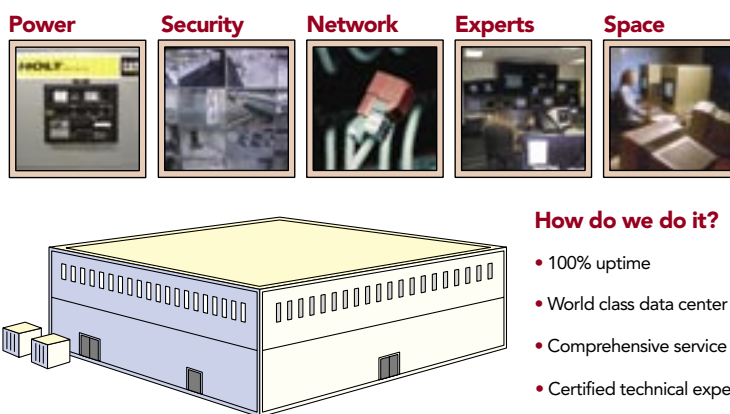 Power Security Network Experts Space
HOLT
How do we do it?
• 100% uptime
• World class data center
• Comprehensive service
• Certified technical expe